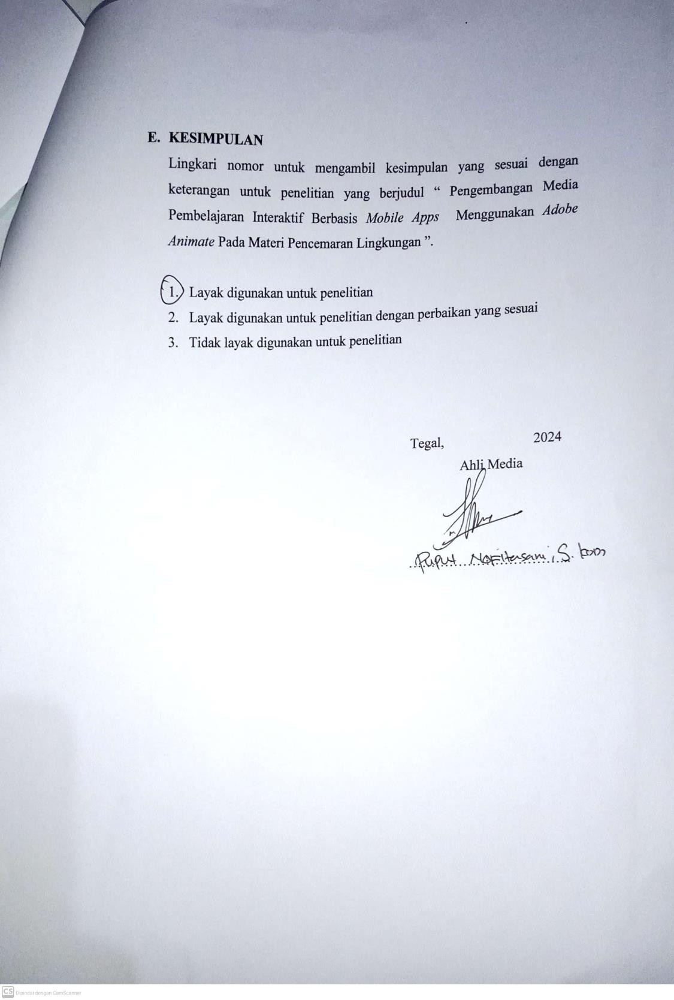 E. KESIMPULAN
Lingkari nomor untuk mengambil kesimpulan yang sesuai dengan
keterangan untuk penelitian yang berjudul “ Pengembangan Media
Pembelajaran Interaktif Berbasis Mobile Apps Menggunakan Adobe
Animate Pada Materi Pencemaran Lingkungan ”.
1. Layak digunakan untuk penelitian
2. Layak digunakan untuk penelitian dengan perbaikan yang sesuai
3. Tidak layak digunakan untuk penelitian
Tegal, 2024
Ahli Media
Puput Nofitasari, S. kom
CS Dipindai dengan CamScanner